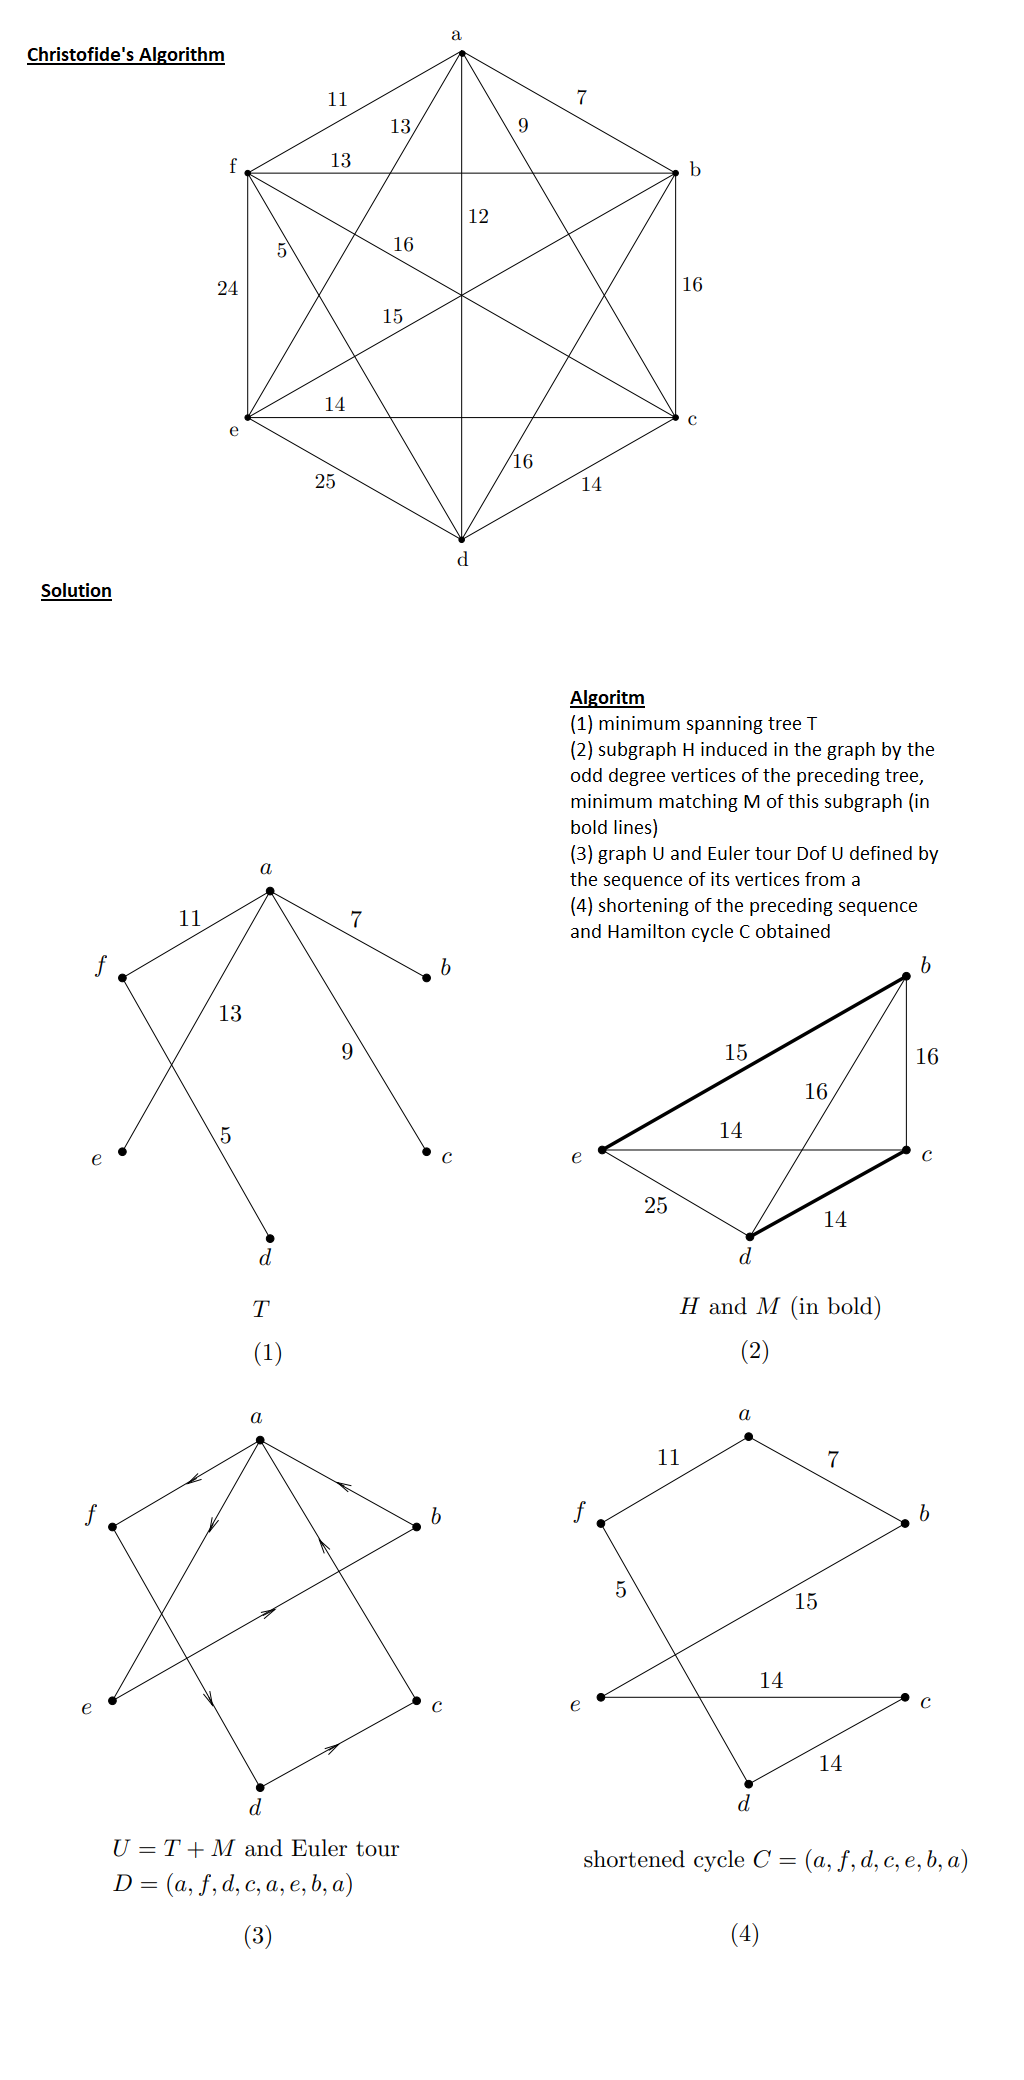 Christofide's Algorithm
a
11
7
13
9
f
13
b
12
5
16
24
16
15
14
e
c
25
16
14
d
Solution
Algoritm
(1) minimum spanning tree T
(2) subgraph H induced in the graph by the
odd degree vertices of the preceding tree,
minimum matching M of this subgraph (in
bold lines)
(3) graph U and Euler tour Dof U defined by
the sequence of its vertices from a
(4) shortening of the preceding sequence
and Hamilton cycle C obtained
a
11
7
f
b
13
9
5
e
c
d
T
(1)
b
15
16
16
14
e
c
25
14
d
H and M (in bold)
(2)
a
f
b
e
c
d
U = T + M and Euler tour
D = (a, f, d, c, a, e, b, a)
(3)
a
11
7
f
b
5
15
14
e
c
14
d
shortened cycle C = (a, f, d, c, e, b, a)
(4)